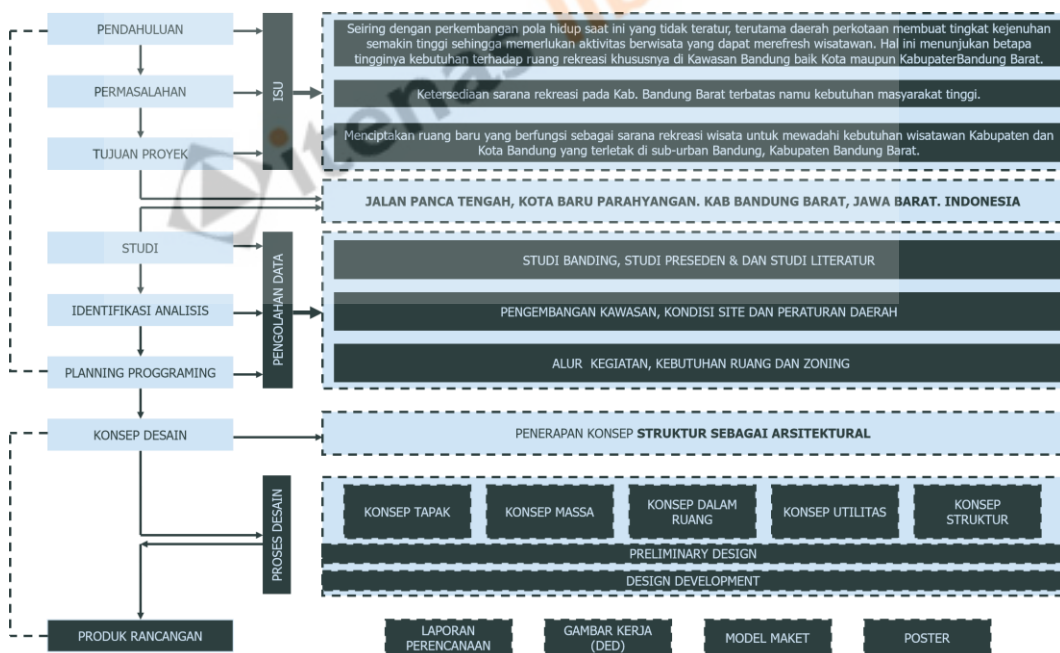 PENDAHULUAN
PERMASALAHAN
TUJUAN PROYEK
ISU
Seiring dengan perkembangan pola hidup saat ini yang tidak teratur, terutama daerah perkotaan membuat tingkat kejenuhan
semakin tinggi sehingga memerlukan aktivitas berwisata yang dapat merefresh wisatawan. Hal ini menunjukan betapa
tingginya kebutuhan terhadap ruang rekreasi khususnya di Kawasan Bandung baik Kota maupun KabupaterBandung Barat.
Ketersediaan sarana rekreasi pada Kab. Bandung Barat terbatas namu kebutuhan masyarakat tinggi.
Menciptakan ruang baru yang berfungsi sebagai sarana rekreasi wisata untuk mewadahi kebutuhan wisatawan Kabupaten dan
Kota Bandung yang terletak di sub-urban Bandung, Kabupaten Bandung Barat.
JALAN PANCA TENGAH, KOTA BARU PARAHYANGAN. KAB BANDUNG BARAT, JAWA BARAT. INDONESIA
STUDI
IDENTIFIKASI ANALISIS
PLANNING PROGGRAMING
PENGOLAHAN DATA
STUDI BANDING, STUDI PRESEDEN & DAN STUDI LITERATUR
PENGEMBANGAN KAWASAN, KONDISI SITE DAN PERATURAN DAERAH
ALUR KEGIATAN, KEBUTUHAN RUANG DAN ZONING
KONSEP DESAIN
PENERAPAN KONSEP STRUKTUR SEBAGAI ARSITEKTURAL
PROSES DESAIN
KONSEP TAPAK
KONSEP MASSA
KONSEP DALAM
RUANG
KONSEP UTILITAS
KONSEP
STRUKTUR
PRELIMINARY DESIGN
DESIGN DEVELOPMENT
PRODUK RANCANGAN
LAPORAN
PERENCANAAN
GAMBAR KERJA
(DED)
MODEL MAKET
POSTER
itenas